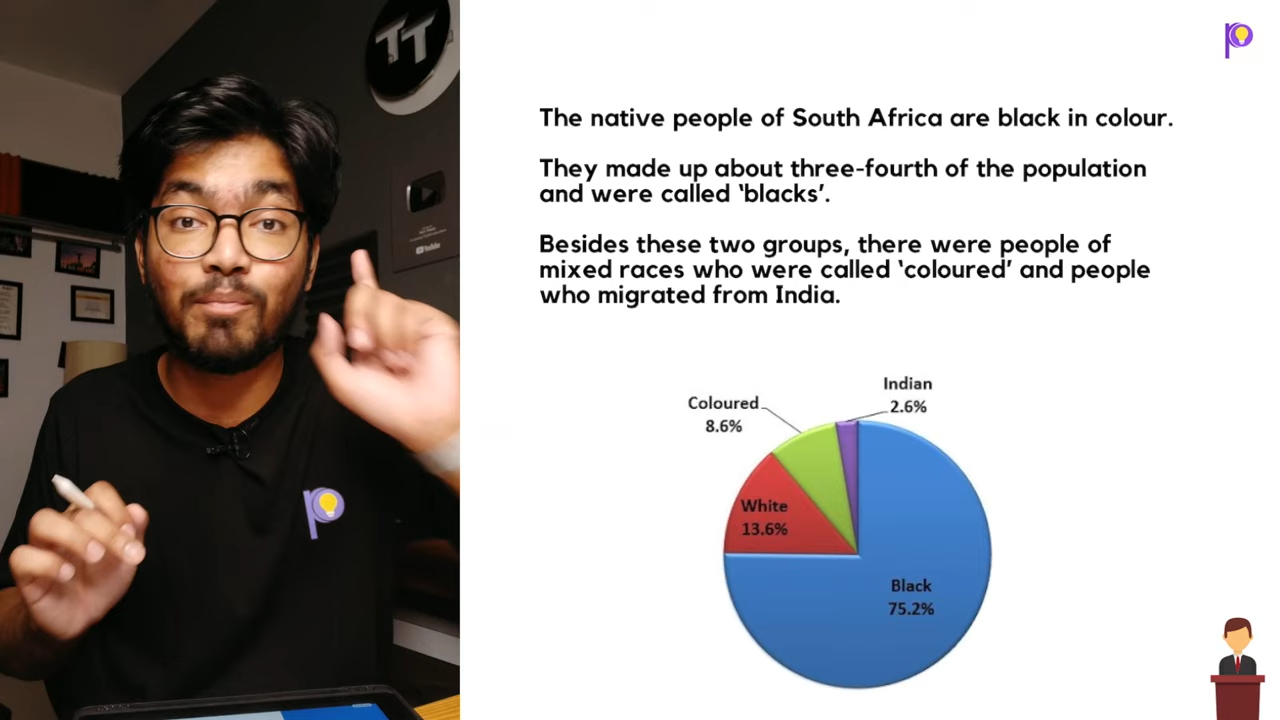 TT
YouTube
The native people of South Africa are black in colour.
They made up about three-fourth of the population
and were called ‘blacks’.
Besides these two groups, there were people of
mixed races who were called ‘coloured’ and people
who migrated from India.
Indian
2.6%
Coloured
8.6%
White
13.6%
Black
75.2%